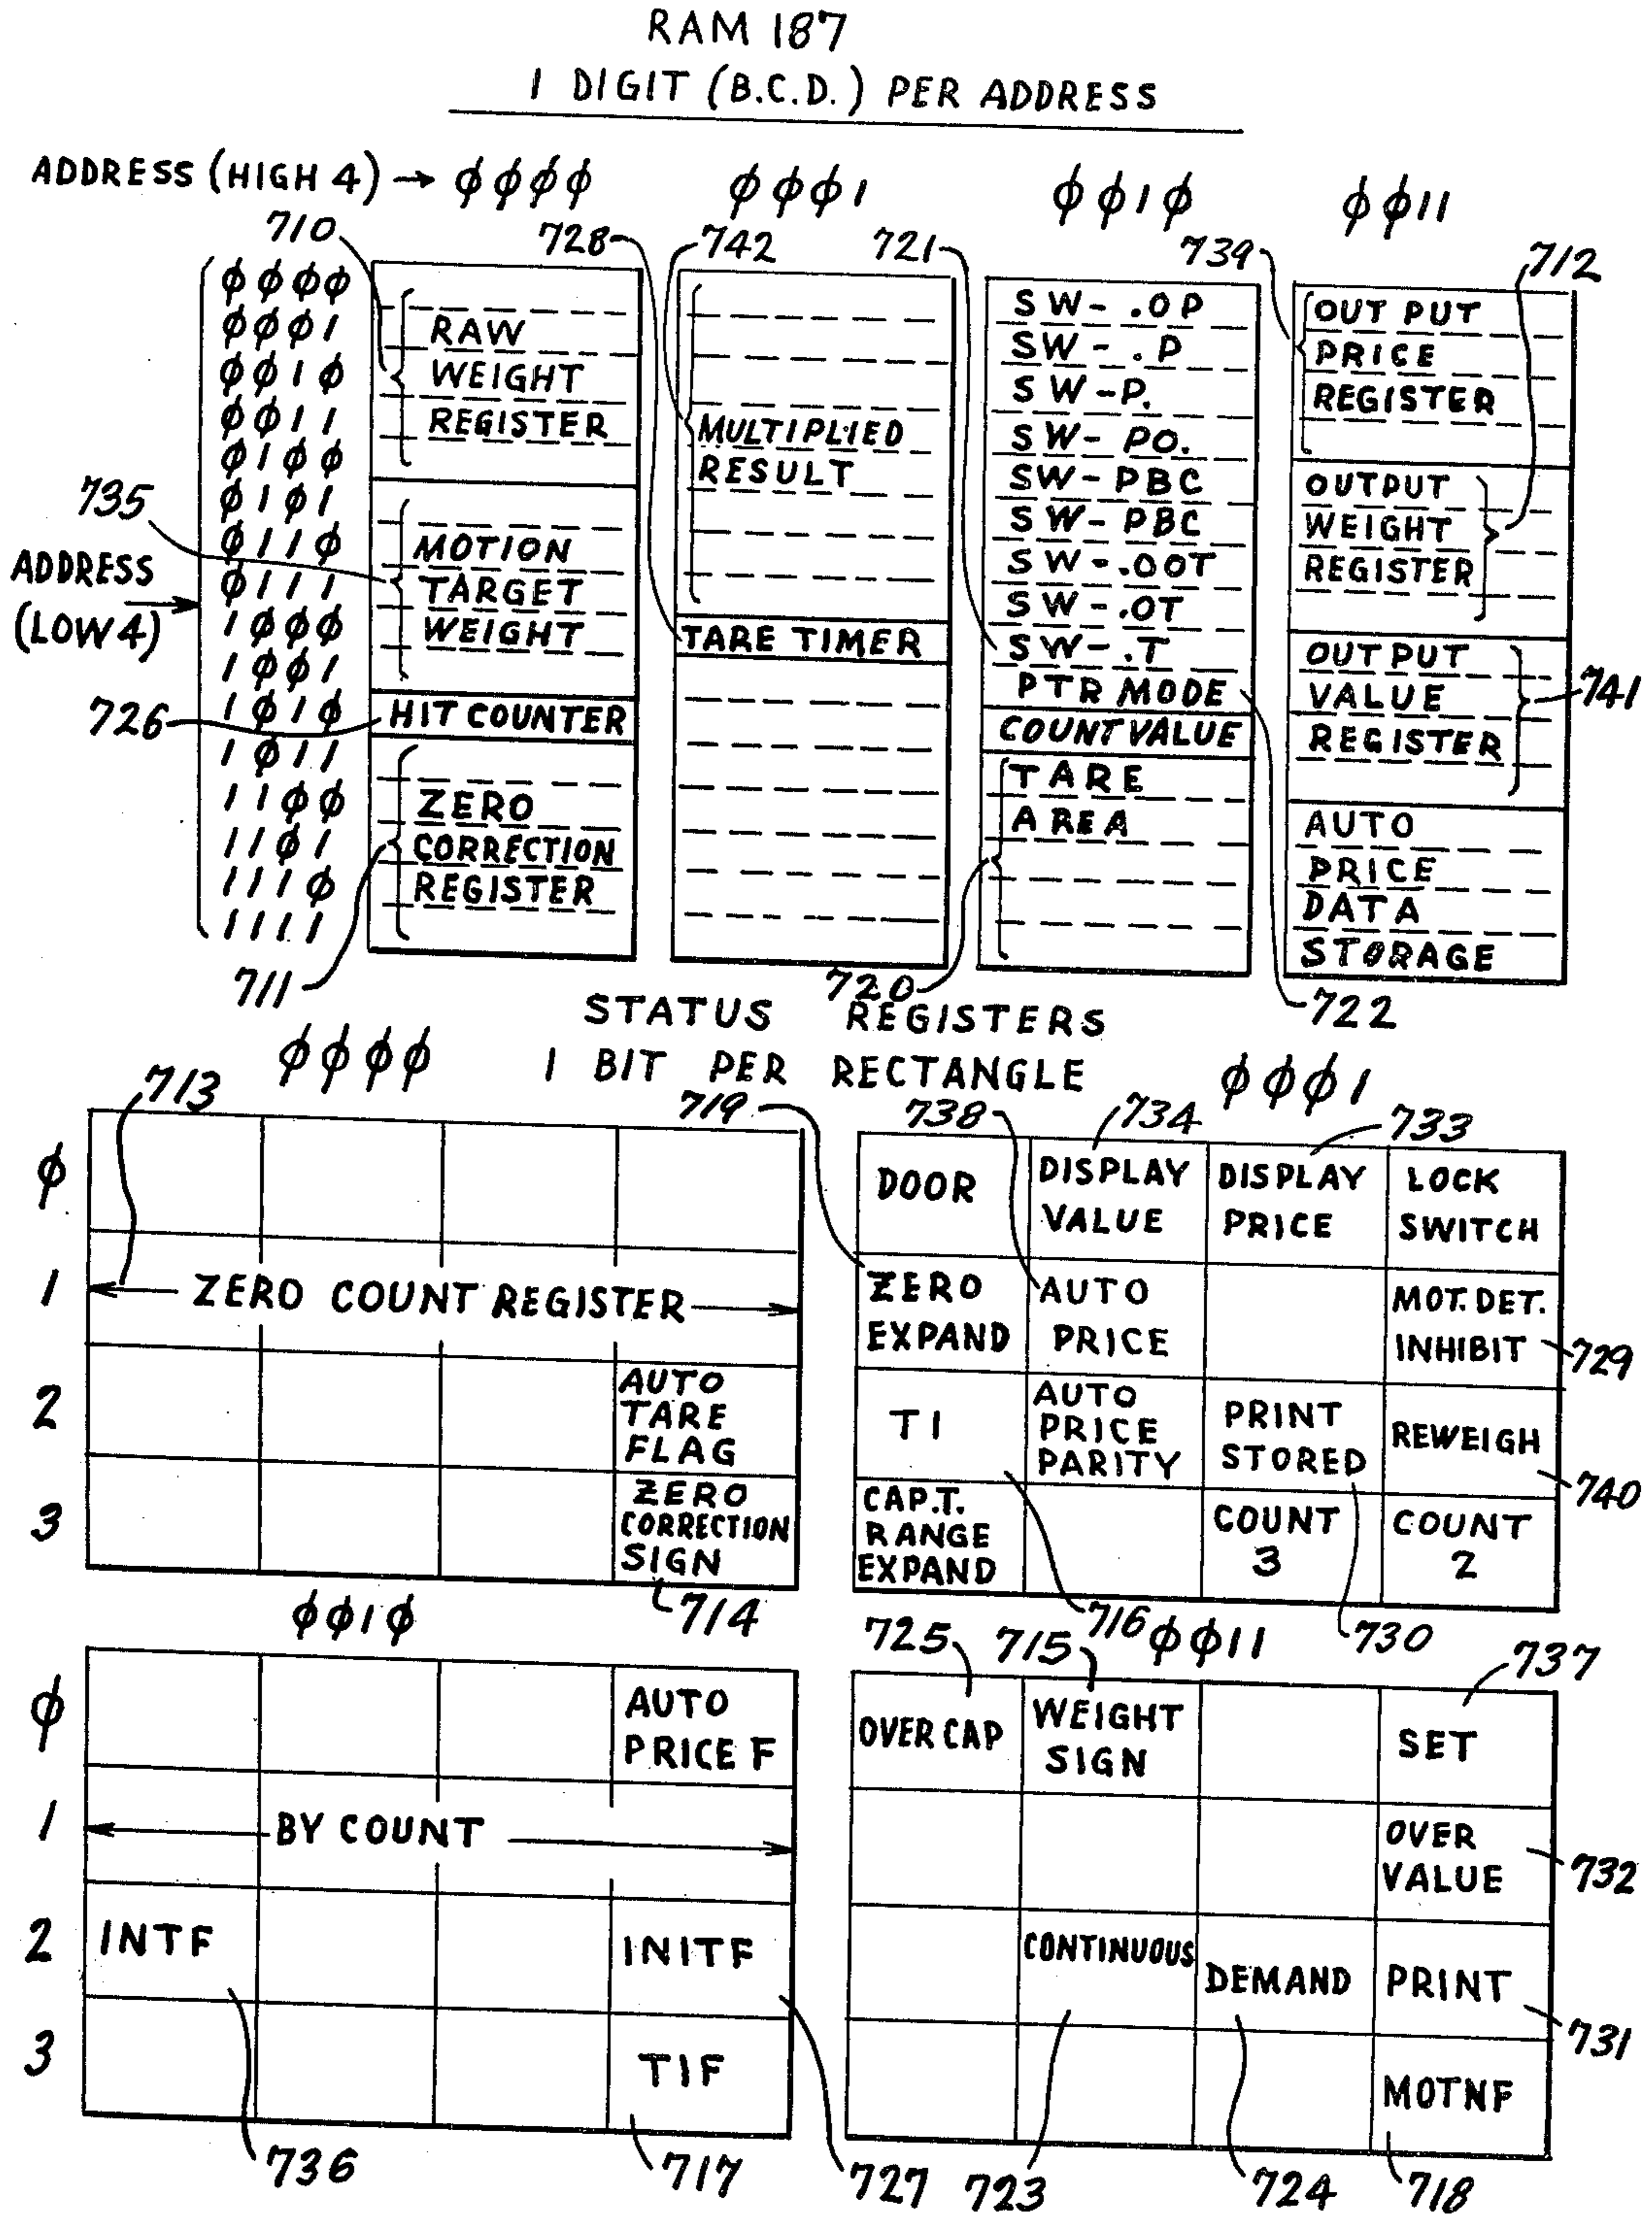 RAM 187
1 DIGIT (B.C.D.) PER ADDRESS
ADDRESS (HIGH 4) → φφφφ φφφ1 φφ1φ φφ11
710 728 742 721 739 712
φφφφ
φφφ1
φφ1φ
φφ11
φ1φφ
φ1φ1
φ11φ
φ111
1φφφ
1φφ1
1φ1φ
1φ11
11φφ
11φ1
111φ
1111
735
ADDRESS
(LOW 4)
726
711
RAW
WEIGHT
REGISTER
MOTION
TARGET
WEIGHT
HIT COUNTER
ZERO
CORRECTION
REGISTER
MULTIPLIED
RESULT
TARE TIMER
SW- .OP
SW- .P
SW-P.
SW- PO.
SW-PBC
SW-PBC
SW-.OOT
SW-.OT
SW-.T
PTR MODE
COUNT VALUE
TARE
AREA
720
OUT PUT
PRICE
REGISTER
OUTPUT
WEIGHT
REGISTER
OUTPUT
VALUE
REGISTER
741
AUTO
PRICE
DATA
STORAGE
722
STATUS REGISTERS
1 BIT PER RECTANGLE
φφφφ
713
φ
1
2
3
ZERO COUNT REGISTER
AUTO
TARE
FLAG
ZERO
CORRECTION
SIGN
714
φφφ1
719 738 734 733
DOOR
DISPLAY
VALUE
DISPLAY
PRICE
LOCK
SWITCH
ZERO
EXPAND
AUTO
PRICE
MOT. DET.
INHIBIT
729
T1
AUTO
PRICE
PARITY
PRINT
STORED
REWEIGH
740
CAP.T.
RANGE
EXPAND
COUNT
3
COUNT
2
716
730
φφ1φ
φ
1
2
3
AUTO
PRICE F
BY COUNT
INTF
INITF
TIF
736 717 727
φφ11
725 715 737
OVER CAP
WEIGHT
SIGN
SET
OVER
VALUE
732
CONTINUOUS
DEMAND
PRINT
731
MOTNF
723 724 718